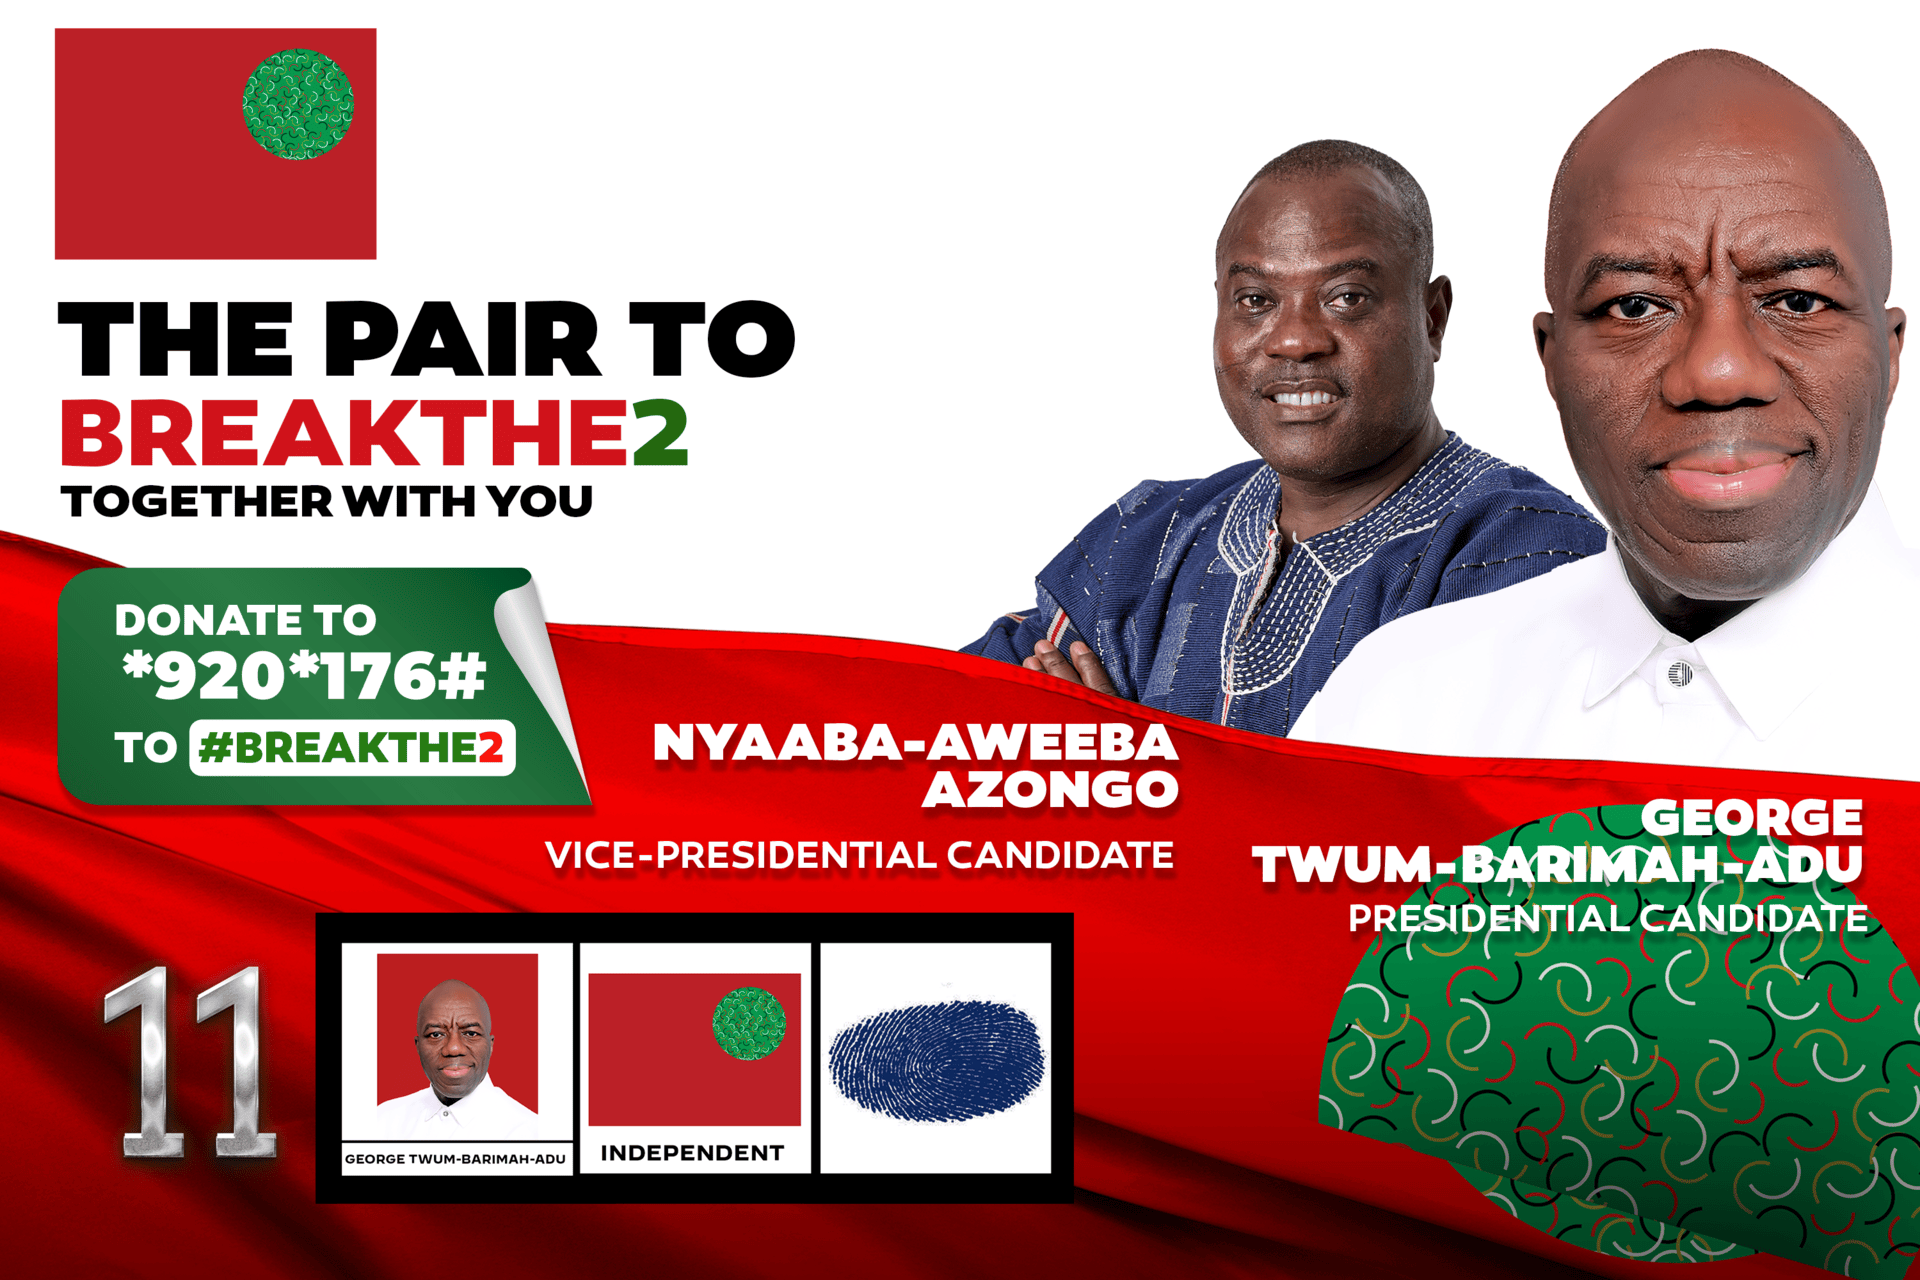 THE PAIR TO
BREAKTHE2
TOGETHER WITH YOU
DONATE TO
*920*176#
TO #BREAKTHE2
NYAABA-AWEEBA
AZONGO
VICE-PRESIDENTIAL CANDIDATE
GEORGE
TWUM-BARIMAH-ADU
PRESIDENTIAL CANDIDATE
11
GEORGE TWUM-BARIMAH-ADU
INDEPENDENT